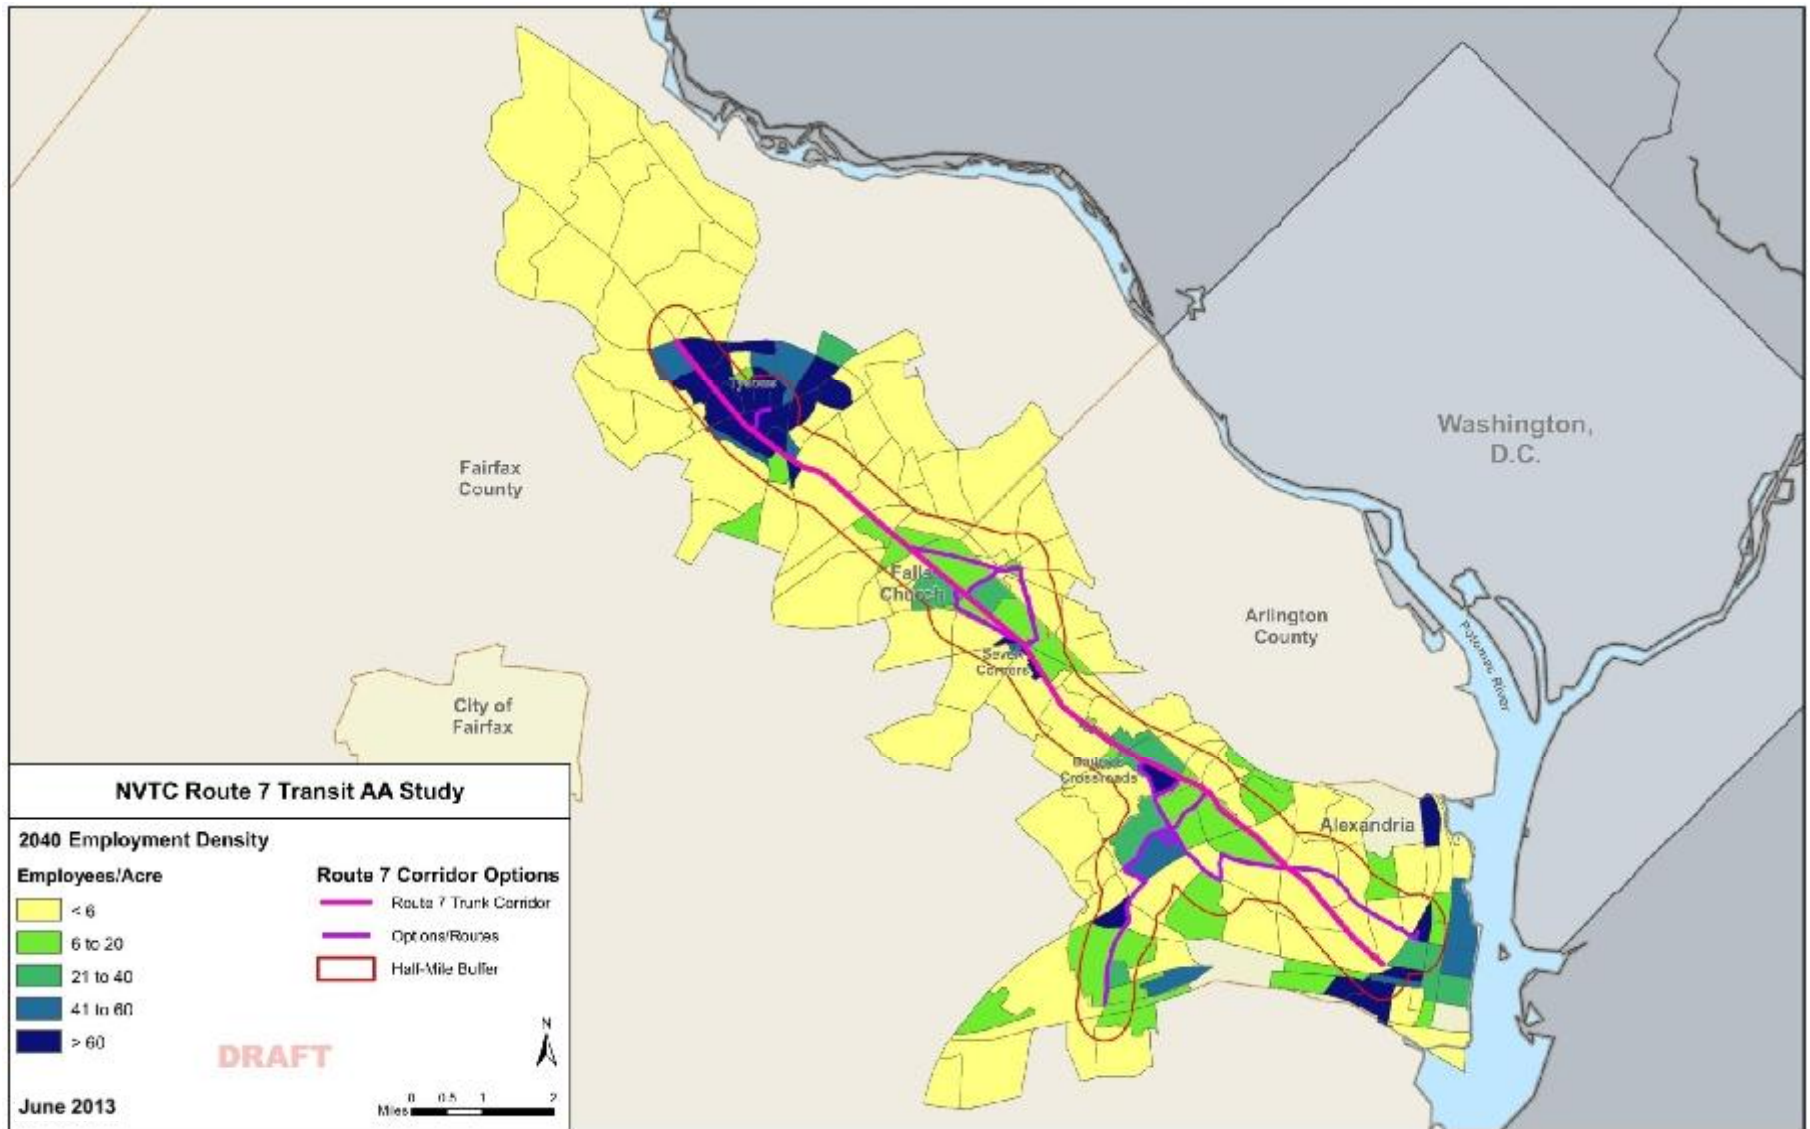 Tysons
Washington,
D.C.
Fairfax
County
Falls
Church
Arlington
County
Potomac River
Seven
Corners
City of
Fairfax
Crossroads
Alexandria
NVTC Route 7 Transit AA Study
2040 Employment Density
Employees/Acre
< 6
6 to 20
21 to 40
41 to 60
> 60
Route 7 Corridor Options
Route 7 Trunk Corridor
Options/Routes
Half-Mile Buffer
DRAFT
N
June 2013
0 0.5 1 2
Miles